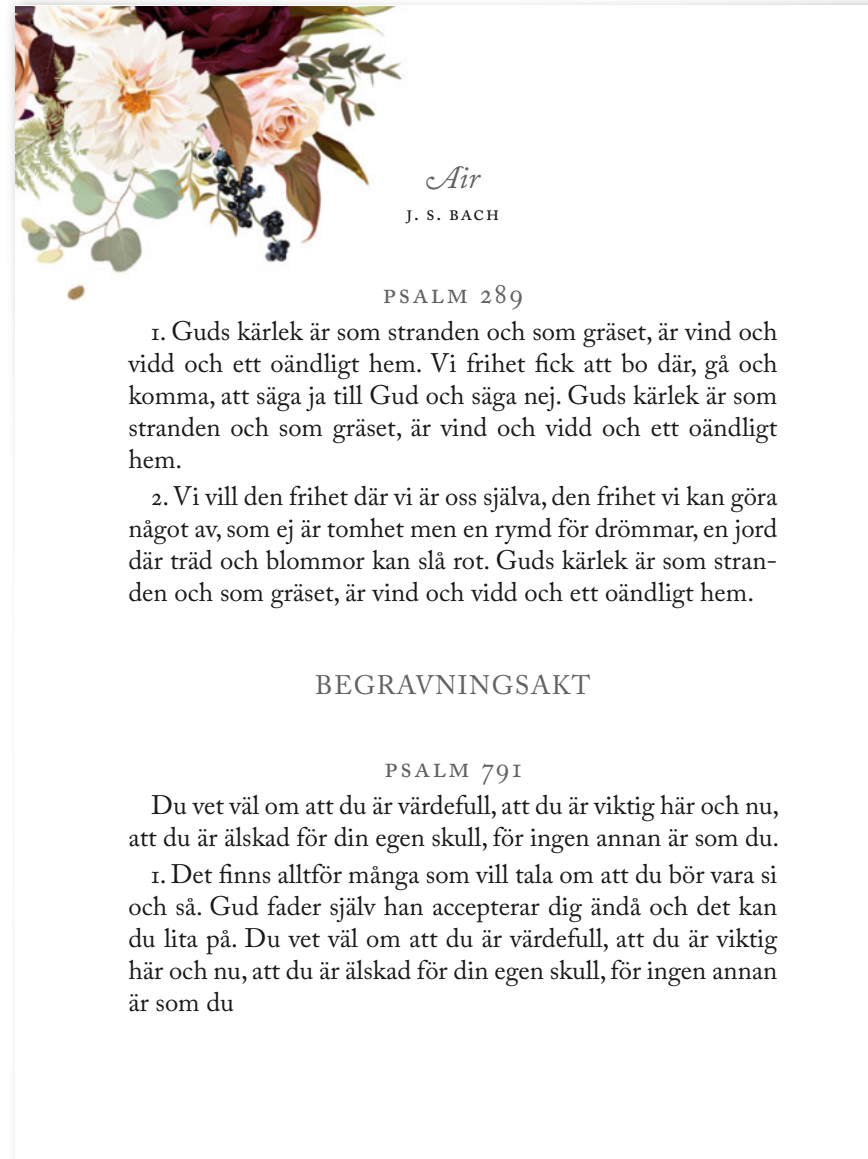 Air
J. S. BACH
PSALM 289
1. Guds kärlek är som stranden och som gräset, är vind och
vidd och ett oändligt hem. Vi frihet fick att bo där, gå och
komma, att säga ja till Gud och säga nej. Guds kärlek är som
stranden och som gräset, är vind och vidd och ett oändligt
hem.
2. Vi vill den frihet där vi är oss själva, den frihet vi kan göra
något av, som ej är tomhet men en rymd för drömmar, en jord
där träd och blommor kan slå rot. Guds kärlek är som stran-
den och som gräset, är vind och vidd och ett oändligt hem.
BEGRAVNINGSAKT
PSALM 791
Du vet väl om att du är värdefull, att du är viktig här och nu,
att du är älskad för din egen skull, för ingen annan är som du.
1. Det finns alltför många som vill tala om att du bör vara si
och så. Gud fader själv han accepterar dig ändå och det kan
du lita på. Du vet väl om att du är värdefull, att du är viktig
här och nu, att du är älskad för din egen skull, för ingen annan
är som du